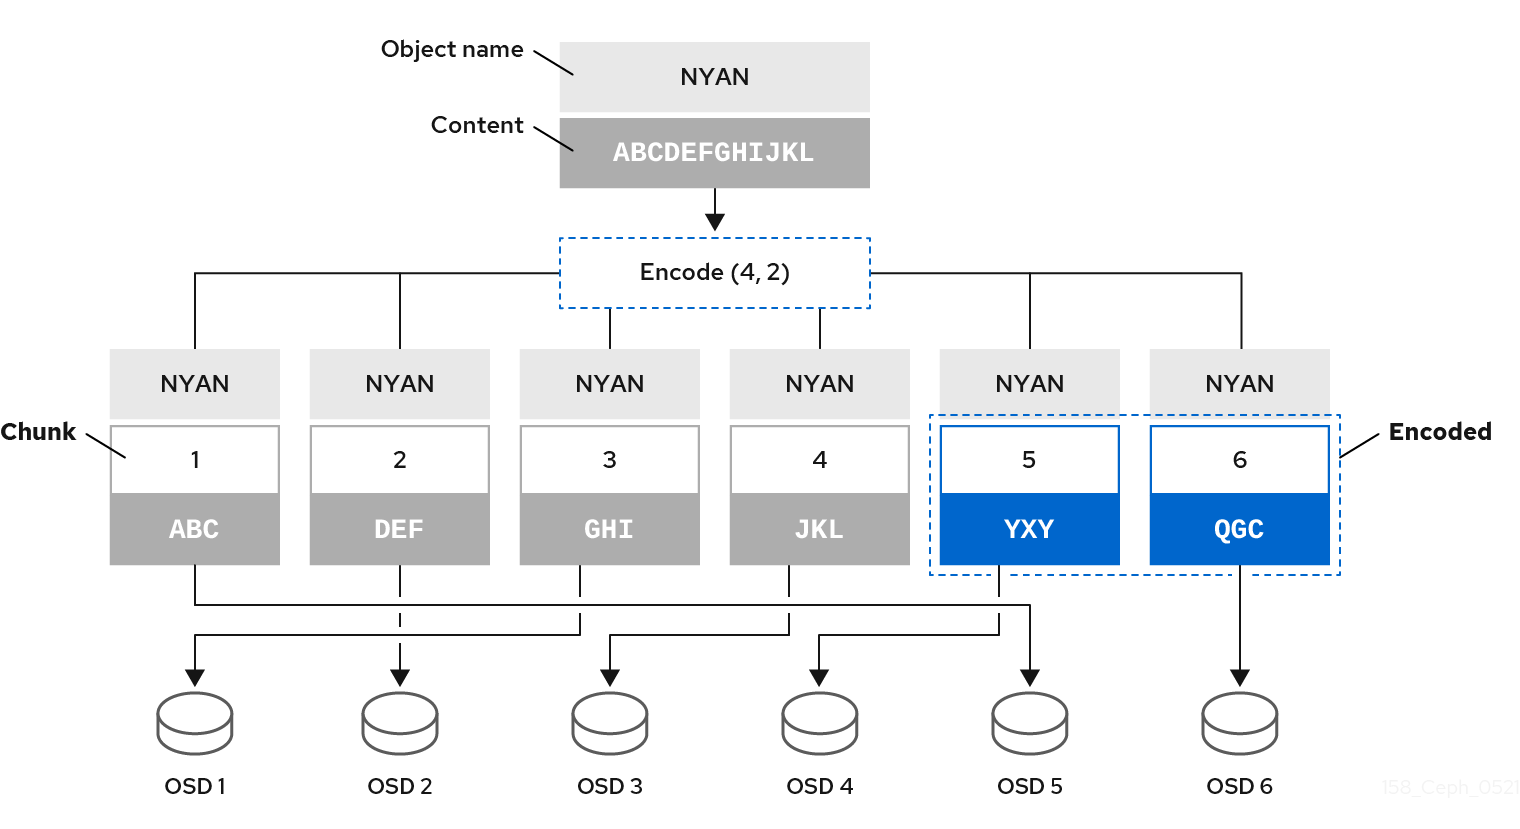 Object name
NYAN
Content
ABCDEFGHIJKL
Encode (4, 2)
NYAN
NYAN
NYAN
NYAN
NYAN
NYAN
Chunk
1
2
3
4
5
6
Encoded
ABC
DEF
GHI
JKL
YXY
QGC
OSD 1
OSD 2
OSD 3
OSD 4
OSD 5
OSD 6
158_Ceph_0521